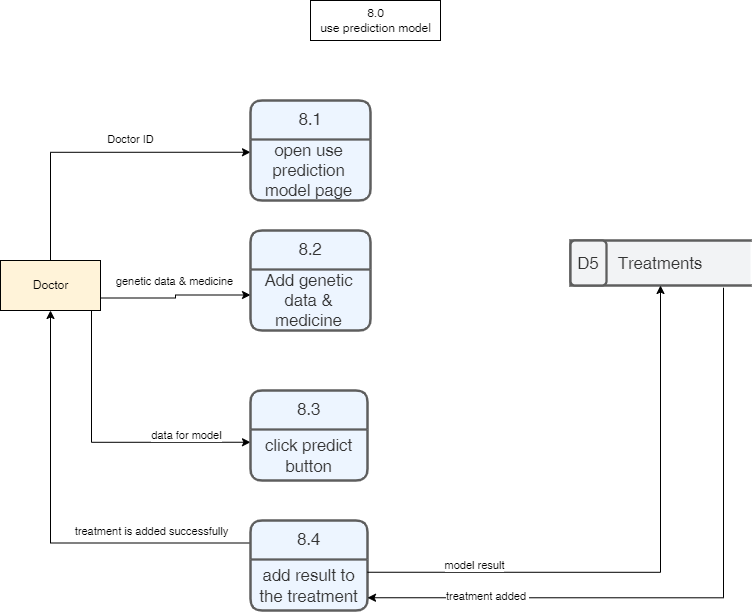 8.0
use prediction model
8.1
Doctor ID
open use
prediction
model page
8.2
D5 Treatments
genetic data & medicine
Doctor
Add genetic
data &
medicine
8.3
data for model
click predict
button
treatment is added successfully
8.4
model result
add result to
the treatment
treatment added